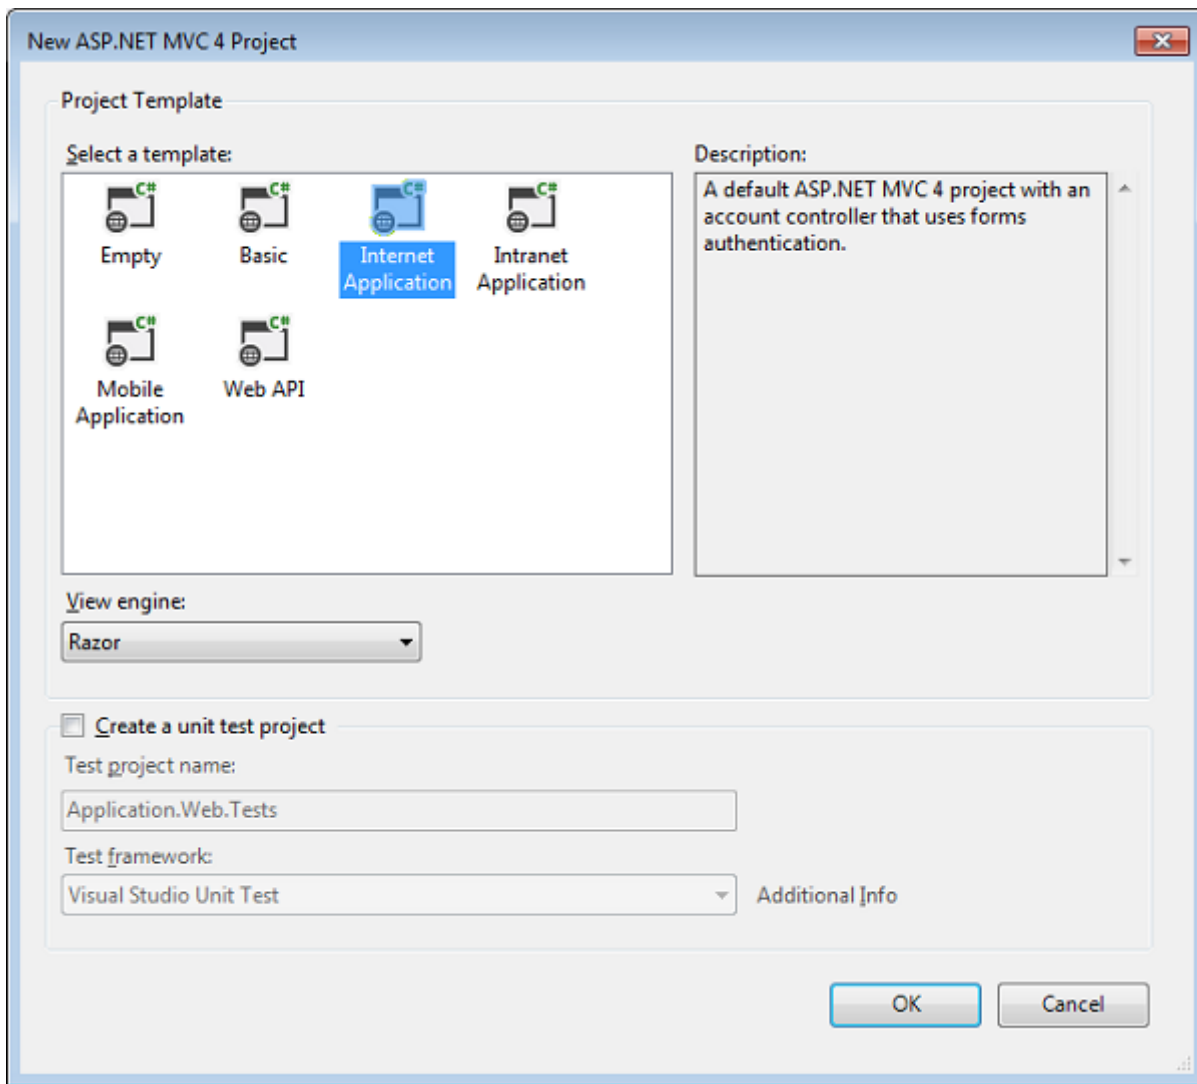 New ASP.NET MVC 4 Project
Project Template
Select a template:
Description:
C# C# C# C#
Empty
Basic
Internet
Application
Intranet
Application
C# C#
Mobile
Application
Web API
A default ASP.NET MVC 4 project with an
account controller that uses forms
authentication.
View engine:
Razor
Create a unit test project
Test project name:
Application.Web.Tests
Test framework:
Visual Studio Unit Test
Additional Info
OK
Cancel